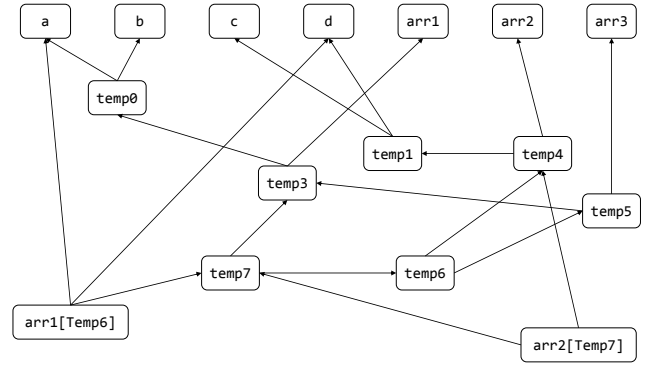 a
b
c
d
arr1
arr2
arr3
temp0
temp1
temp4
temp3
temp5
temp7
temp6
arr1[Temp6]
arr2[Temp7]